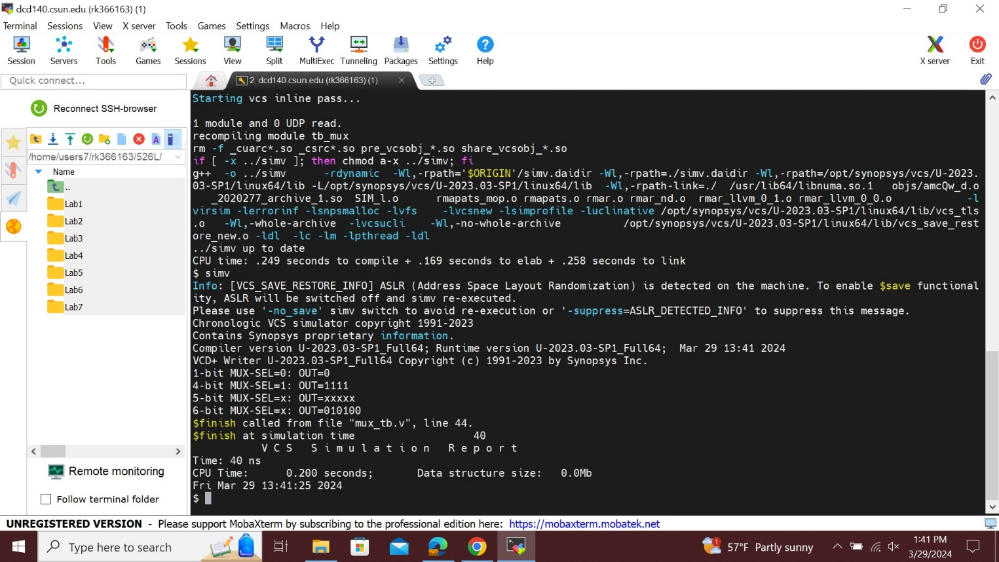 dcd140.csun.edu (rk366163) (1)
Terminal Sessions View X server Tools Games Settings Macros Help
Session Servers Tools Games Sessions View Split MultiExec Tunneling Packages Settings Help X server Exit
Quick connect...
2. dcd140.csun.edu (rk366163) (1)
Reconnect SSH-browser
/home/users7/rk366163/526L/
Name
..
Lab1
Lab2
Lab3
Lab4
Lab5
Lab6
Lab7
Remote monitoring
Follow terminal folder
Starting vcs inline pass...
1 module and 0 UDP read.
recompiling module tb_mux
rm -f _cuarc*.so _csrc*.so pre_vcsobj_*.so share_vcsobj_*.so
if [ -x ../simv ]; then chmod a-x ../simv; fi
g++ -o ../simv -rdynamic -Wl,-rpath='$ORIGIN'/simv.daidir -Wl,-rpath=./simv.daidir -Wl,-rpath=/opt/synopsys/vcs/U-2023.
03-SP1/linux64/lib -L/opt/synopsys/vcs/U-2023.03-SP1/linux64/lib -Wl,-rpath-link=./ /usr/lib64/libnuma.so.1 objs/amcQw_d.o
_2020277_archive_1.so SIM_l.o rmapats_mop.o rmapats.o rmar.o rmar_nd.o rmar_llvm_0_1.o rmar_llvm_0_0.o -l
virsim -lerrorinf -lsnpsmalloc -lvfs -lvcsnew -lsimprofile -luclinative /opt/synopsys/vcs/U-2023.03-SP1/linux64/lib/vcs_tls
.o -Wl,-whole-archive -lvcsucli -Wl,-no-whole-archive /opt/synopsys/vcs/U-2023.03-SP1/linux64/lib/vcs_save_rest
ore_new.o -ldl -lc -lm -lpthread -ldl
../simv up to date
CPU time: .249 seconds to compile + .169 seconds to elab + .258 seconds to link
$ simv
Info: [VCS_SAVE_RESTORE_INFO] ASLR (Address Space Layout Randomization) is detected on the machine. To enable $save functional
ity, ASLR will be switched off and simv re-executed.
Please use '-no_save' simv switch to avoid re-execution or '-suppress=ASLR_DETECTED_INFO' to suppress this message.
Chronologic VCS simulator copyright 1991-2023
Contains Synopsys proprietary information.
Compiler version U-2023.03-SP1_Full64; Runtime version U-2023.03-SP1_Full64; Mar 29 13:41 2024
VCD+ Writer U-2023.03-SP1_Full64 Copyright (c) 1991-2023 by Synopsys Inc.
1-bit MUX-SEL=0: OUT=0
4-bit MUX-SEL=1: OUT=1111
5-bit MUX-SEL=x: OUT=xxxxx
6-bit MUX-SEL=x: OUT=010100
$finish called from file "mux_tb.v", line 44.
$finish at simulation time 40
V C S S i m u l a t i o n R e p o r t
Time: 40 ns
CPU Time: 0.200 seconds; Data structure size: 0.0Mb
Fri Mar 29 13:41:25 2024
$
UNREGISTERED VERSION - Please support MobaXterm by subscribing to the professional edition here: https://mobaxterm.mobatek.net
Type here to search
1
57°F Partly sunny
1:41 PM
3/29/2024